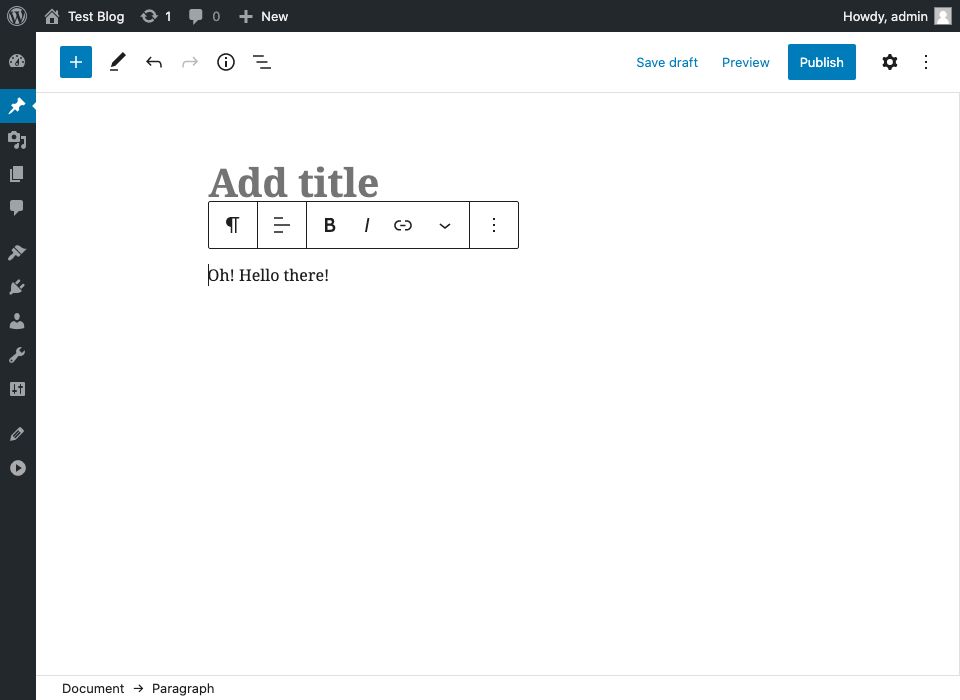 Test Blog 1 0 New Howdy, admin
Save draft Preview Publish
Add title
B I
Oh! Hello there!
Document → Paragraph